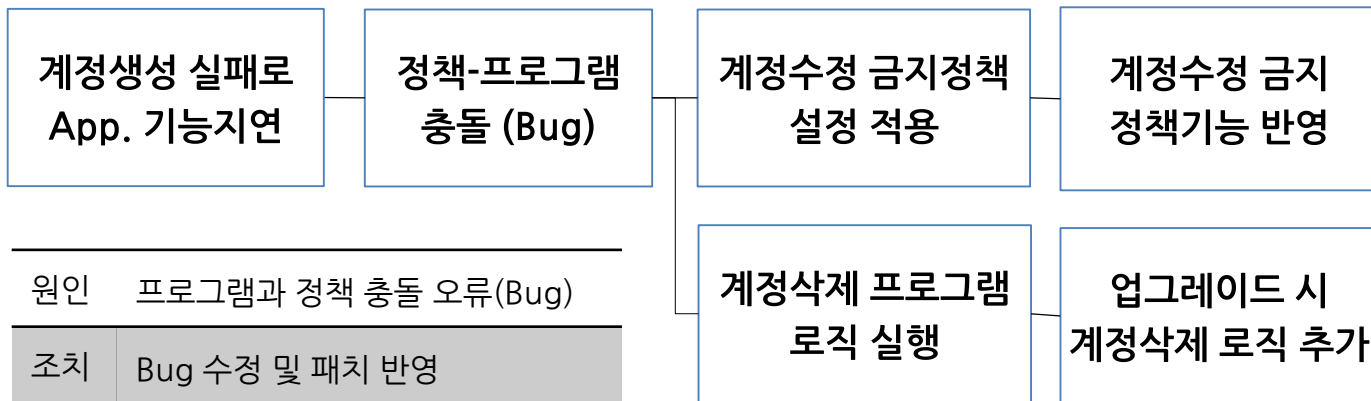 계정생성 실패로
App. 기능지연
정책-프로그램
충돌 (Bug)
계정수정 금지정책
설정 적용
계정수정 금지
정책기능 반영
계정삭제 프로그램
로직 실행
업그레이드 시
계정삭제 로직 추가
원인 프로그램과 정책 충돌 오류(Bug)
조치 Bug 수정 및 패치 반영